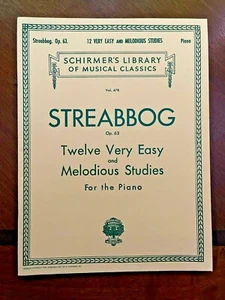 Streabbog, Op. 63. 12 VERY EASY AND MELODIOUS STUDIES Piano
SCHIRMER'S LIBRARY
OF MUSICAL CLASSICS
Vol. 478
STREABBOG
Op. 63
Twelve Very Easy
and
Melodious Studies
For the Piano